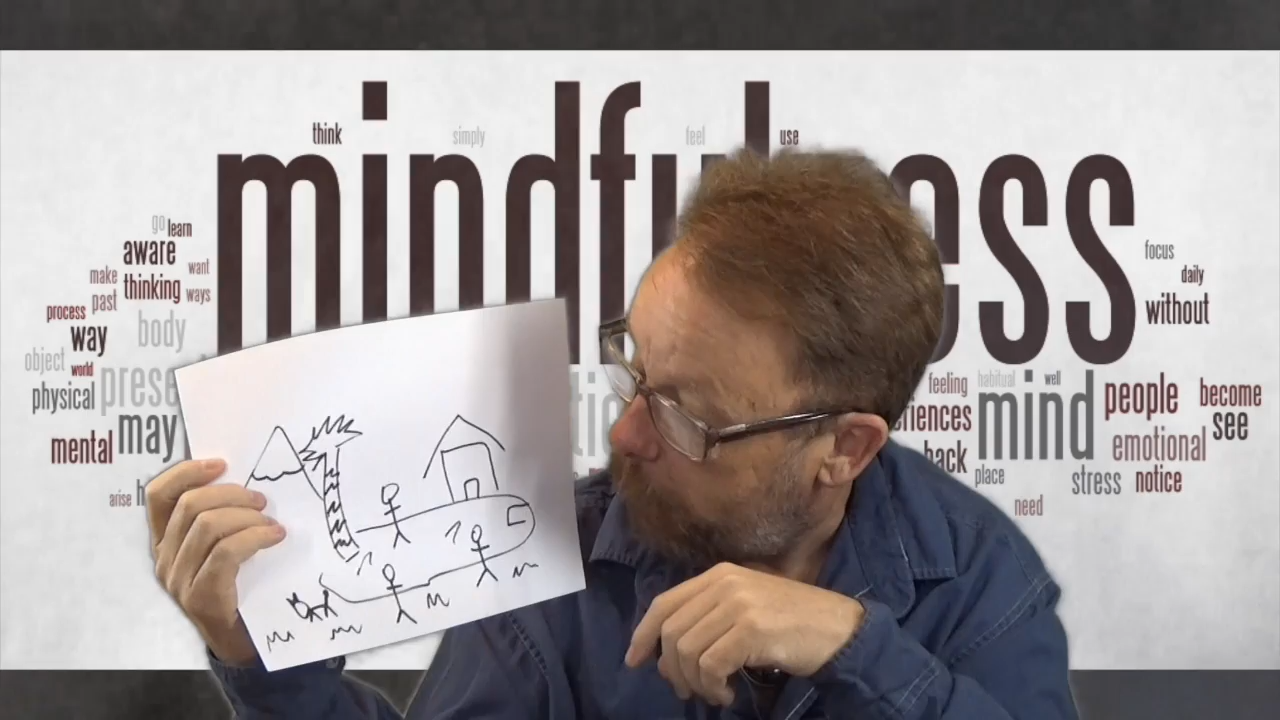 think simply feel use
mindfulness
go learn
aware
make want
thinking ways
past
process
way body
object world
physical
may
mental
arise
focus
daily
without
feeling habitual well
mind people become
see
back emotional
place stress notice
need